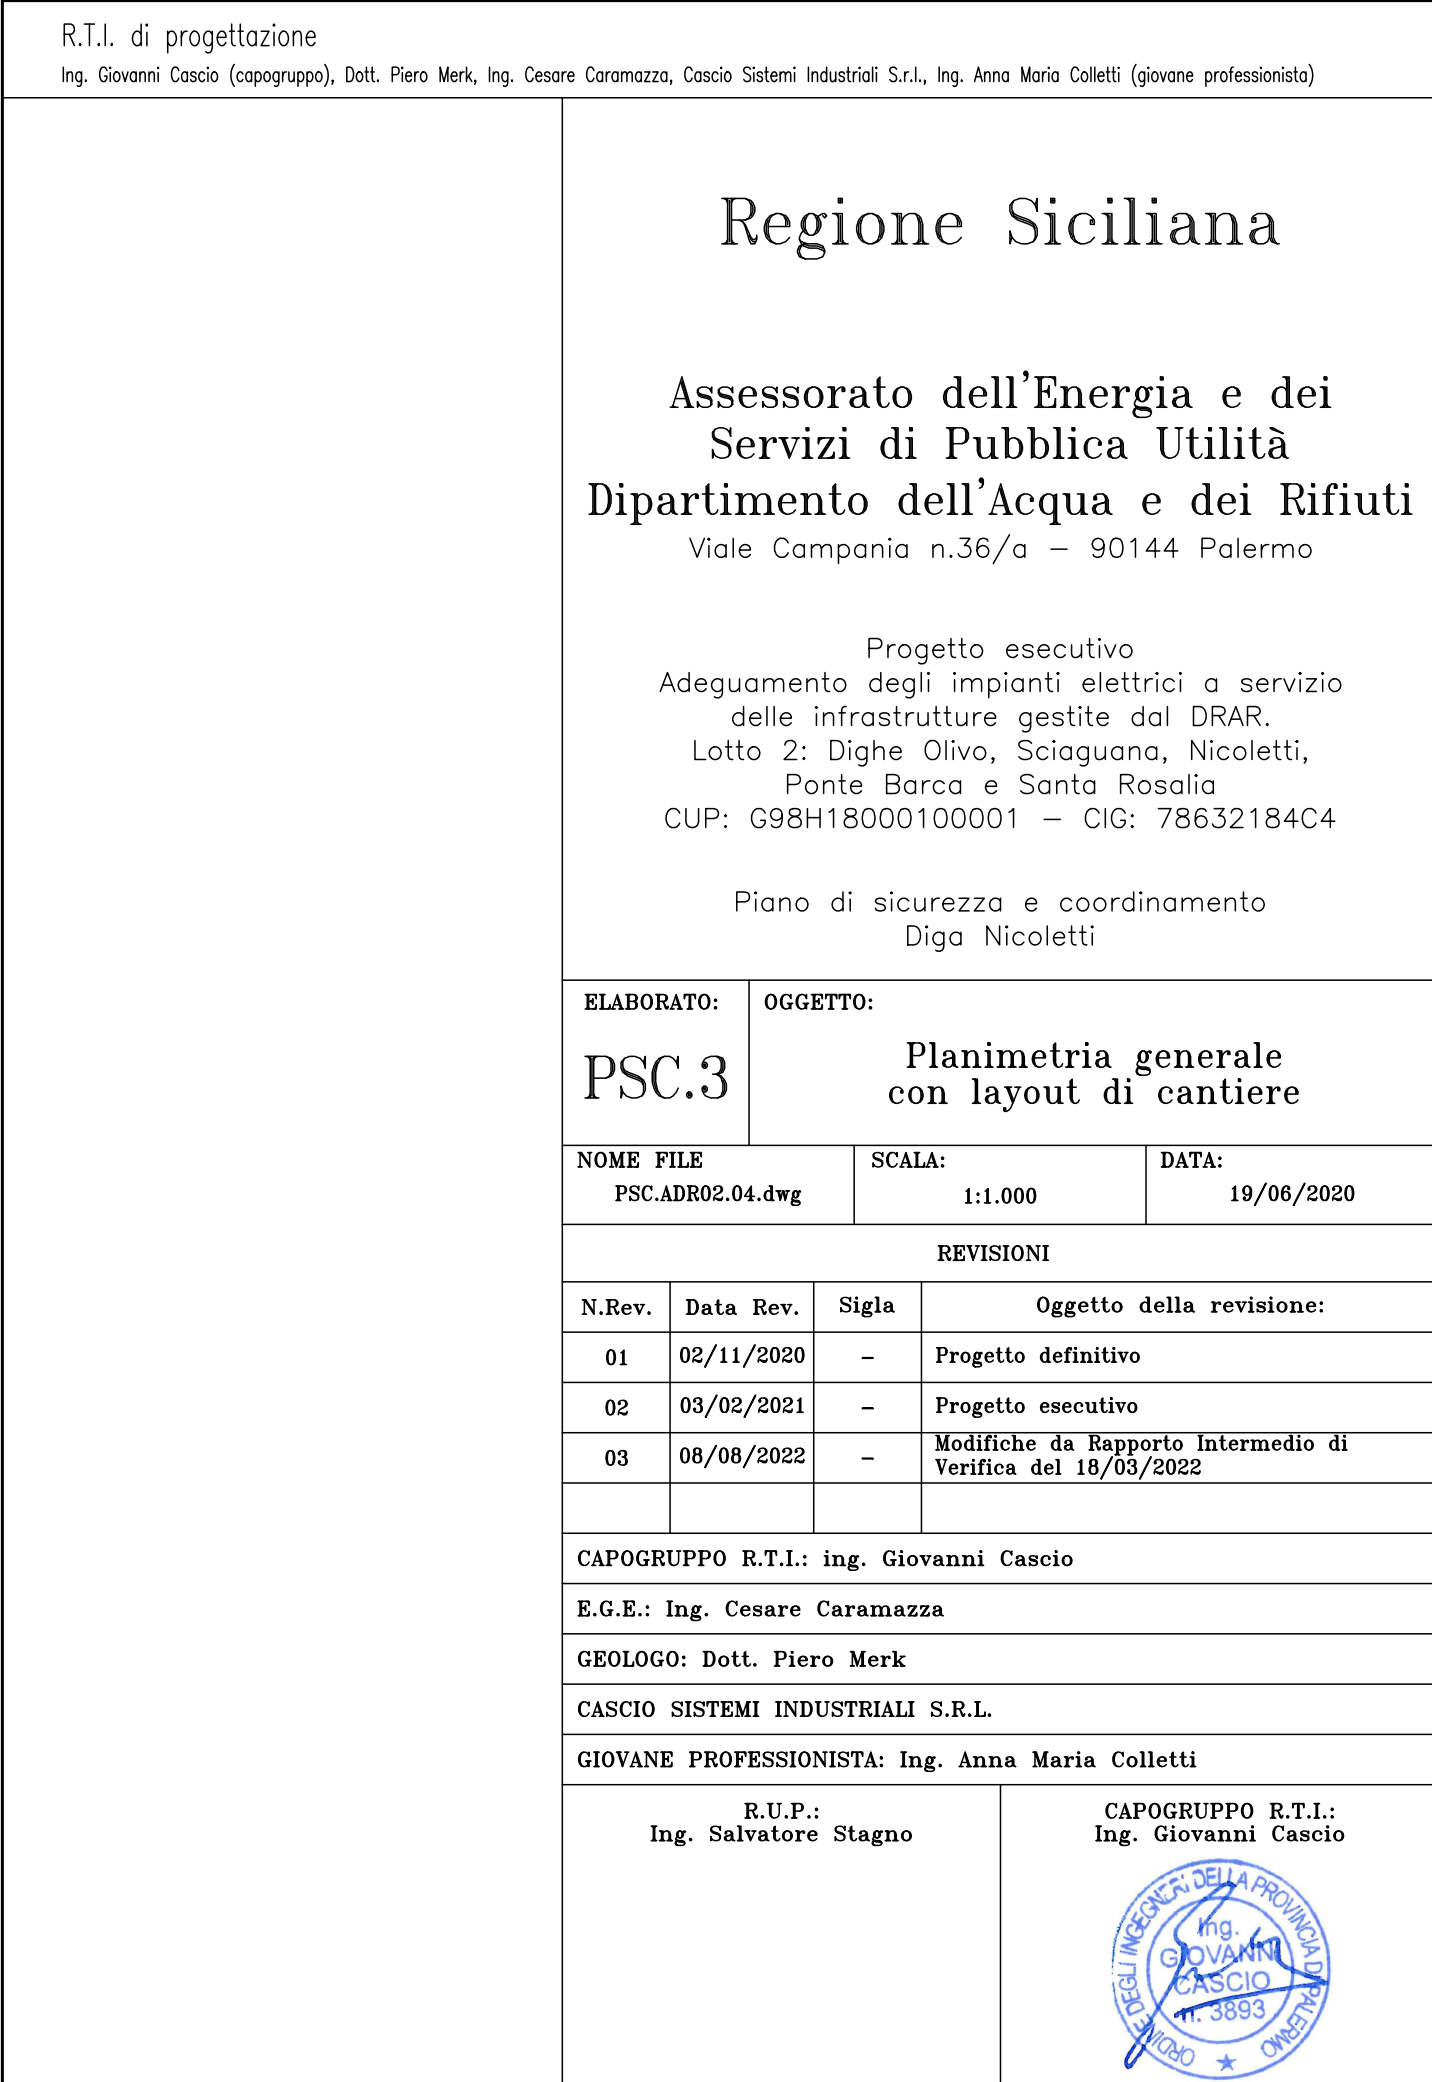 R.T.I. di progettazione
Ing. Giovanni Cascio (capogruppo), Dott. Piero Merk, Ing. Cesare Caramazza, Cascio Sistemi Industriali S.r.l., Ing. Anna Maria Colletti (giovane professionista)
Regione Siciliana
Assessorato dell'Energia e dei
Servizi di Pubblica Utilità
Dipartimento dell'Acqua e dei Rifiuti
Viale Campania n.36/a – 90144 Palermo
Progetto esecutivo
Adeguamento degli impianti elettrici a servizio
delle infrastrutture gestite dal DRAR.
Lotto 2: Dighe Olivo, Sciaguana, Nicoletti,
Ponte Barca e Santa Rosalia
CUP: G98H18000100001 – CIG: 78632184C4
Piano di sicurezza e coordinamento
Diga Nicoletti
ELABORATO: OGGETTO:
PSC.3
Planimetria generale
con layout di cantiere
NOME FILE SCALA: DATA:
PSC.ADR02.04.dwg 1:1.000 19/06/2020
REVISIONI
N.Rev. Data Rev. Sigla Oggetto della revisione:
01 02/11/2020 – Progetto definitivo
02 03/02/2021 – Progetto esecutivo
03 08/08/2022 – Modifiche da Rapporto Intermedio di
Verifica del 18/03/2022
CAPOGRUPPO R.T.I.: ing. Giovanni Cascio
E.G.E.: Ing. Cesare Caramazza
GEOLOGO: Dott. Piero Merk
CASCIO SISTEMI INDUSTRIALI S.R.L.
GIOVANE PROFESSIONISTA: Ing. Anna Maria Colletti
R.U.P.:
Ing. Salvatore Stagno
CAPOGRUPPO R.T.I.:
Ing. Giovanni Cascio
ORDINE DEGLI INGEGNERI DELLA PROVINCIA DI PALERMO
Ing.
GIOVANNI
CASCIO
n. 3893